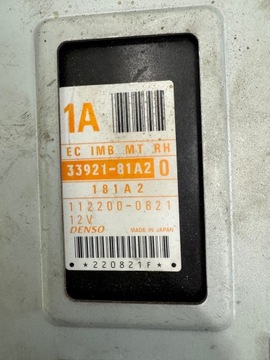 1A
EC IMB MT RH
33921-81A2 0
181A2
112200-0821
12V
DENSO MADE IN JAPAN
*220821F*